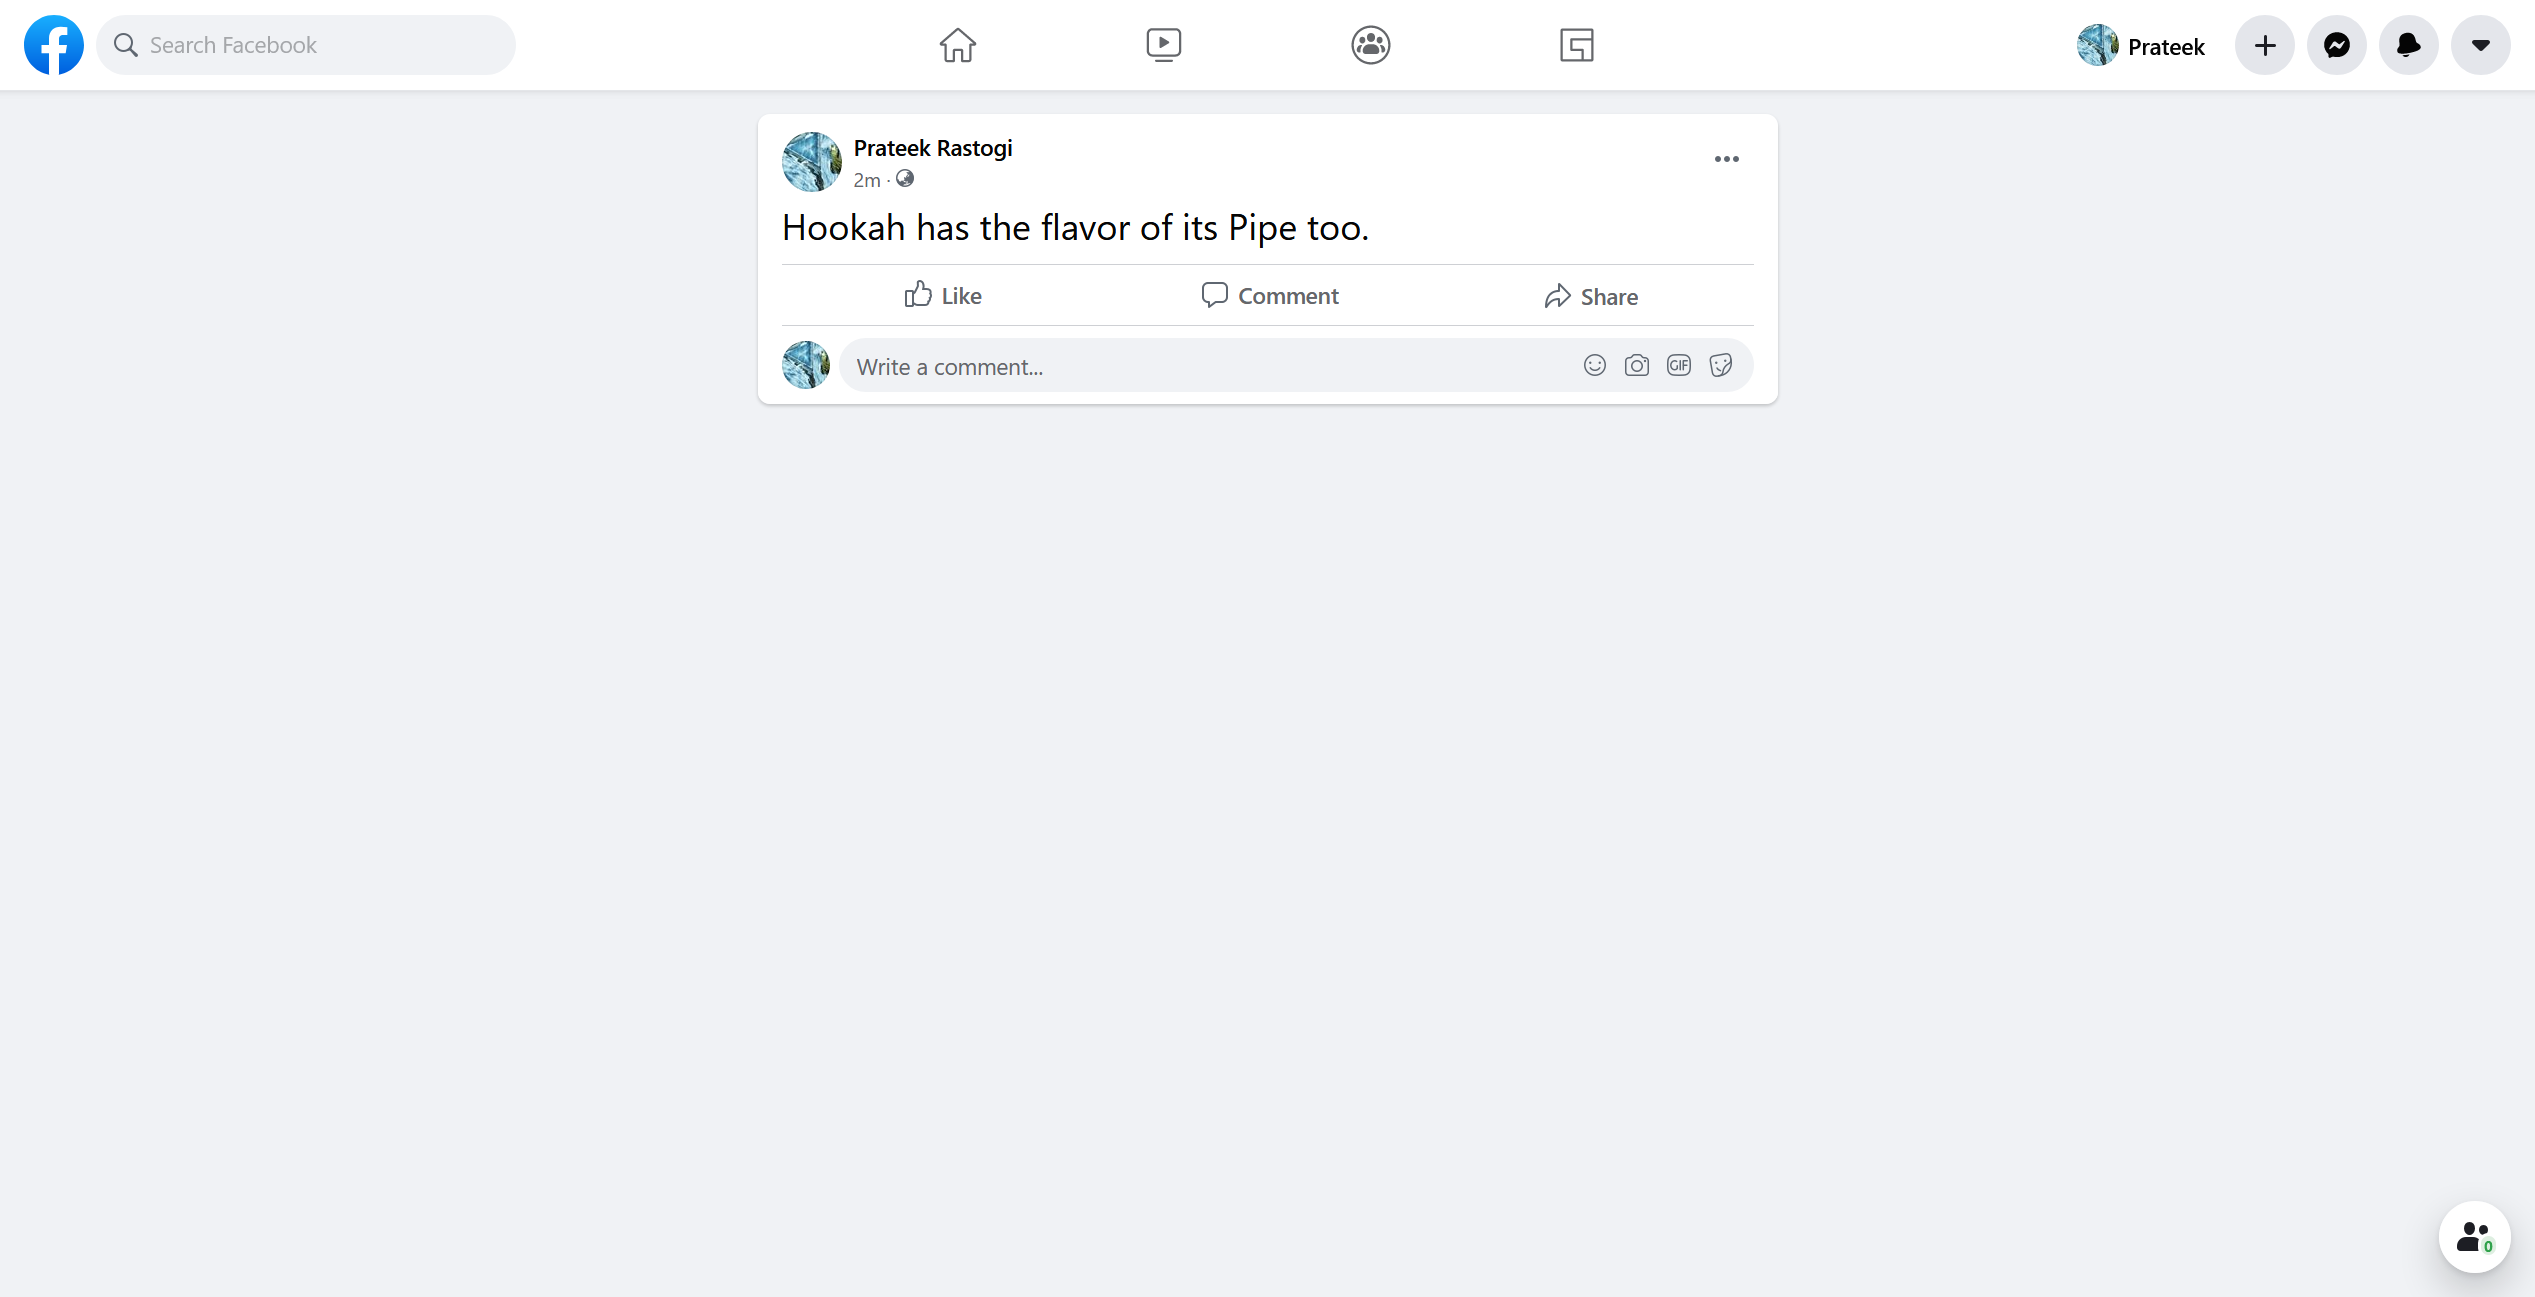 Search Facebook
Prateek
Prateek Rastogi
2m ·
Hookah has the flavor of its Pipe too.
Like
Comment
Share
Write a comment...
GIF
0